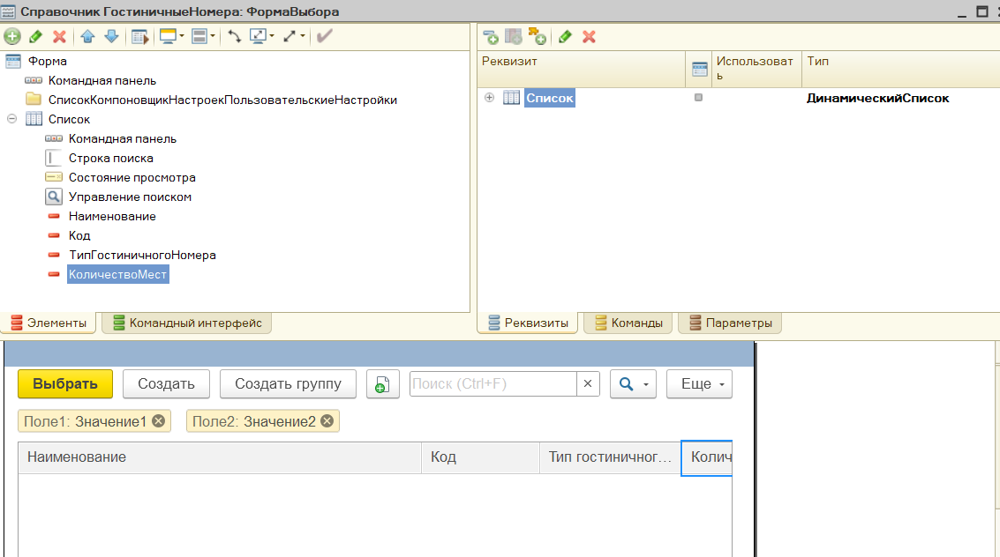 Справочник ГостиничныеНомера: ФормаВыбора
Форма
Командная панель
СписокКомпоновщикНастроекПользовательскиеНастройки
Список
Командная панель
Строка поиска
Состояние просмотра
Управление поиском
Наименование
Код
ТипГостиничногоНомера
КоличествоМест
Элементы
Командный интерфейс
Реквизит
Использоват
ь
Тип
Список
ДинамическийСписок
Реквизиты
Команды
Параметры
Выбрать
Создать
Создать группу
Поиск (Ctrl+F)
Еще
Поле1: Значение1
Поле2: Значение2
Наименование
Код
Тип гостиничног...
Колич